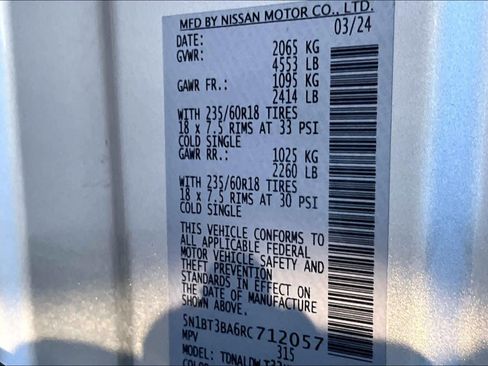 MFD BY NISSAN MOTOR CO., LTD.
DATE: 03/24
GVWR: 2065 KG
4553 LB
GAWR FR.: 1095 KG
2414 LB
WITH 235/60R18 TIRES
18 x 7.5 RIMS AT 33 PSI
COLD SINGLE
GAWR RR.: 1025 KG
2260 LB
WITH 235/60R18 TIRES
18 x 7.5 RIMS AT 30 PSI
COLD SINGLE
THIS VEHICLE CONFORMS TO
ALL APPLICABLE FEDERAL
MOTOR VEHICLE SAFETY AND
THEFT PREVENTION
STANDARDS IN EFFECT ON
THE DATE OF MANUFACTURE
SHOWN ABOVE.
5N1BT3BA6RC712057
MPV 315
MODEL: